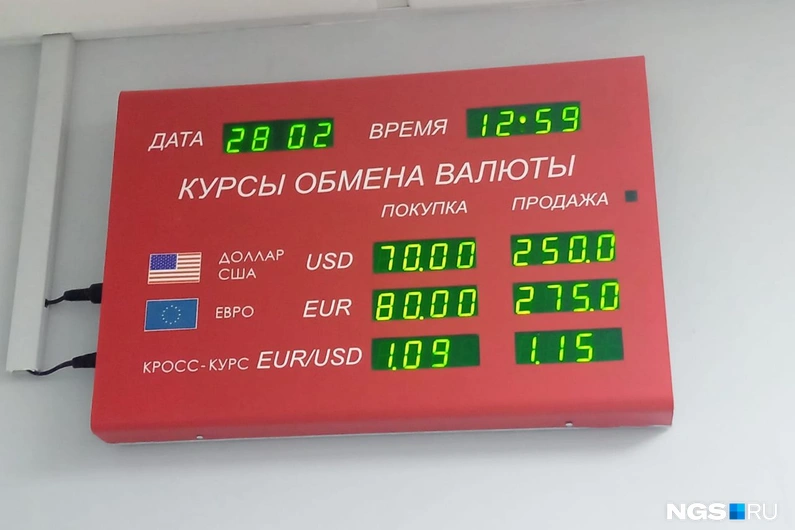 ДАТА 28 02 ВРЕМЯ 12:59
КУРСЫ ОБМЕНА ВАЛЮТЫ
ПОКУПКА ПРОДАЖА
ДОЛЛАР США USD 70.00 250.0
ЕВРО EUR 80.00 275.0
КРОСС-КУРС EUR/USD 1.09 1.15
NGS RU